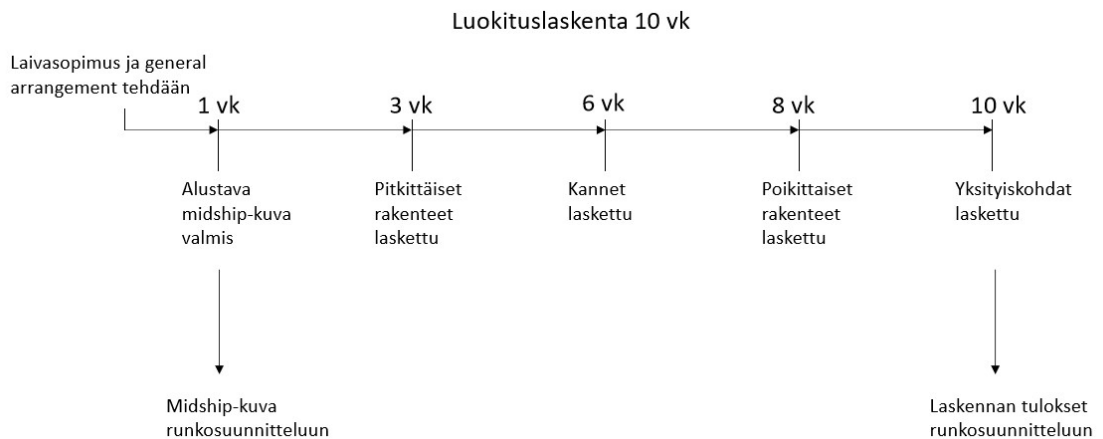 Luokituslaskenta 10 vk
Laivasopimus ja general
arrangement tehdään
1 vk
3 vk
6 vk
8 vk
10 vk
Alustava
midship-kuva
valmis
Pitkittäiset
rakenteet
laskettu
Kannet
laskettu
Poikittaiset
rakenteet
laskettu
Yksityiskohdat
laskettu
Midship-kuva
runkosuunnitteluun
Laskennan tulokset
runkosuunnitteluun